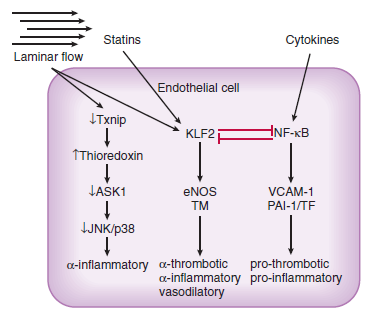 Statins
Cytokines
Laminar flow
Endothelial cell
↓Txnip
KLF2
NF-κB
↑Thioredoxin
↓ASK1
eNOS
TM
VCAM-1
PAI-1/TF
↓JNK/p38
α-inflammatory
α-thrombotic
α-inflammatory
vasodilatory
pro-thrombotic
pro-inflammatory